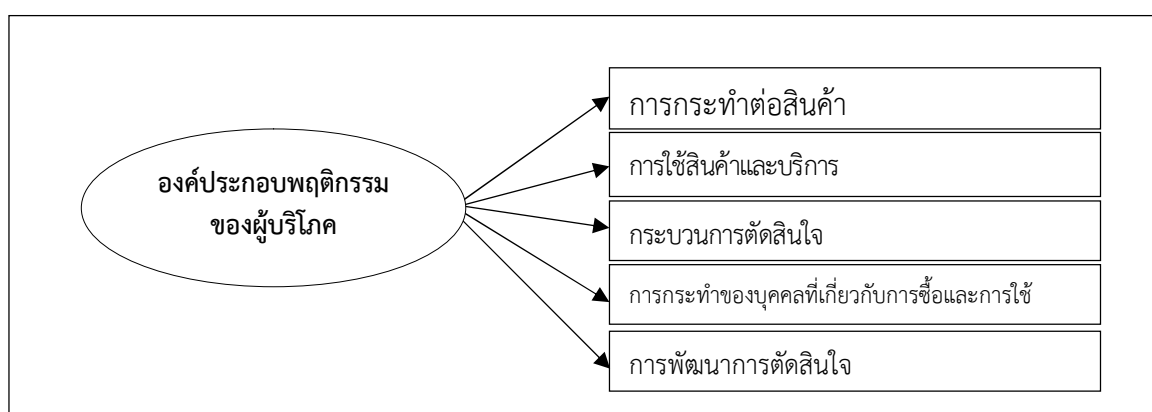 องค์ประกอบพฤติกรรม
ของผู้บริโภค
การกระทำต่อสินค้า
การใช้สินค้าและบริการ
กระบวนการตัดสินใจ
การกระทำของบุคคลที่เกี่ยวกับการซื้อและการใช้
การพัฒนาการตัดสินใจ